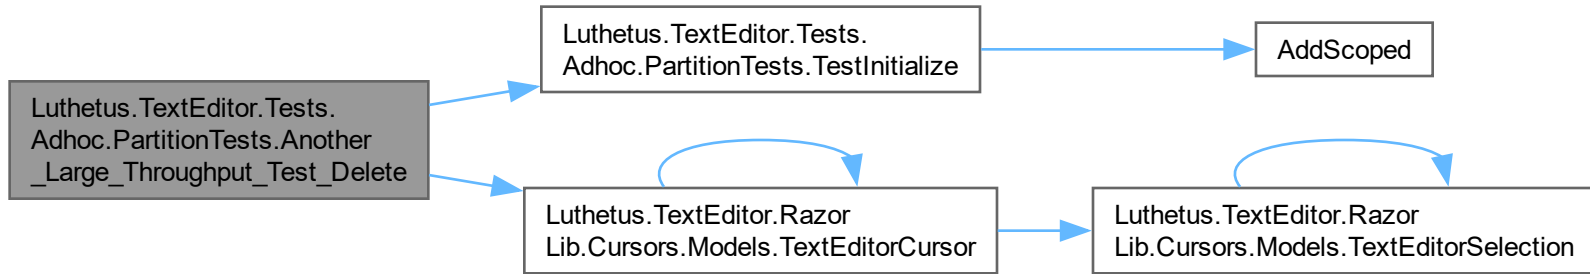 Luthetus.TextEditor.Tests.
Adhoc.PartitionTests.Another
_Large_Throughput_Test_Delete
Luthetus.TextEditor.Tests.
Adhoc.PartitionTests.TestInitialize
AddScoped
Luthetus.TextEditor.Razor
Lib.Cursors.Models.TextEditorCursor
Luthetus.TextEditor.Razor
Lib.Cursors.Models.TextEditorSelection